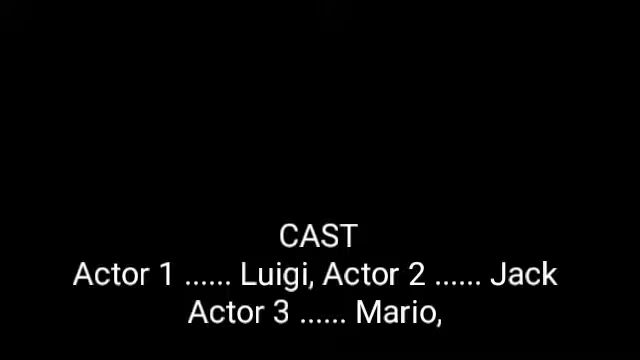 CAST
Actor 1 ...... Luigi, Actor 2 ...... Jack
Actor 3 ...... Mario,